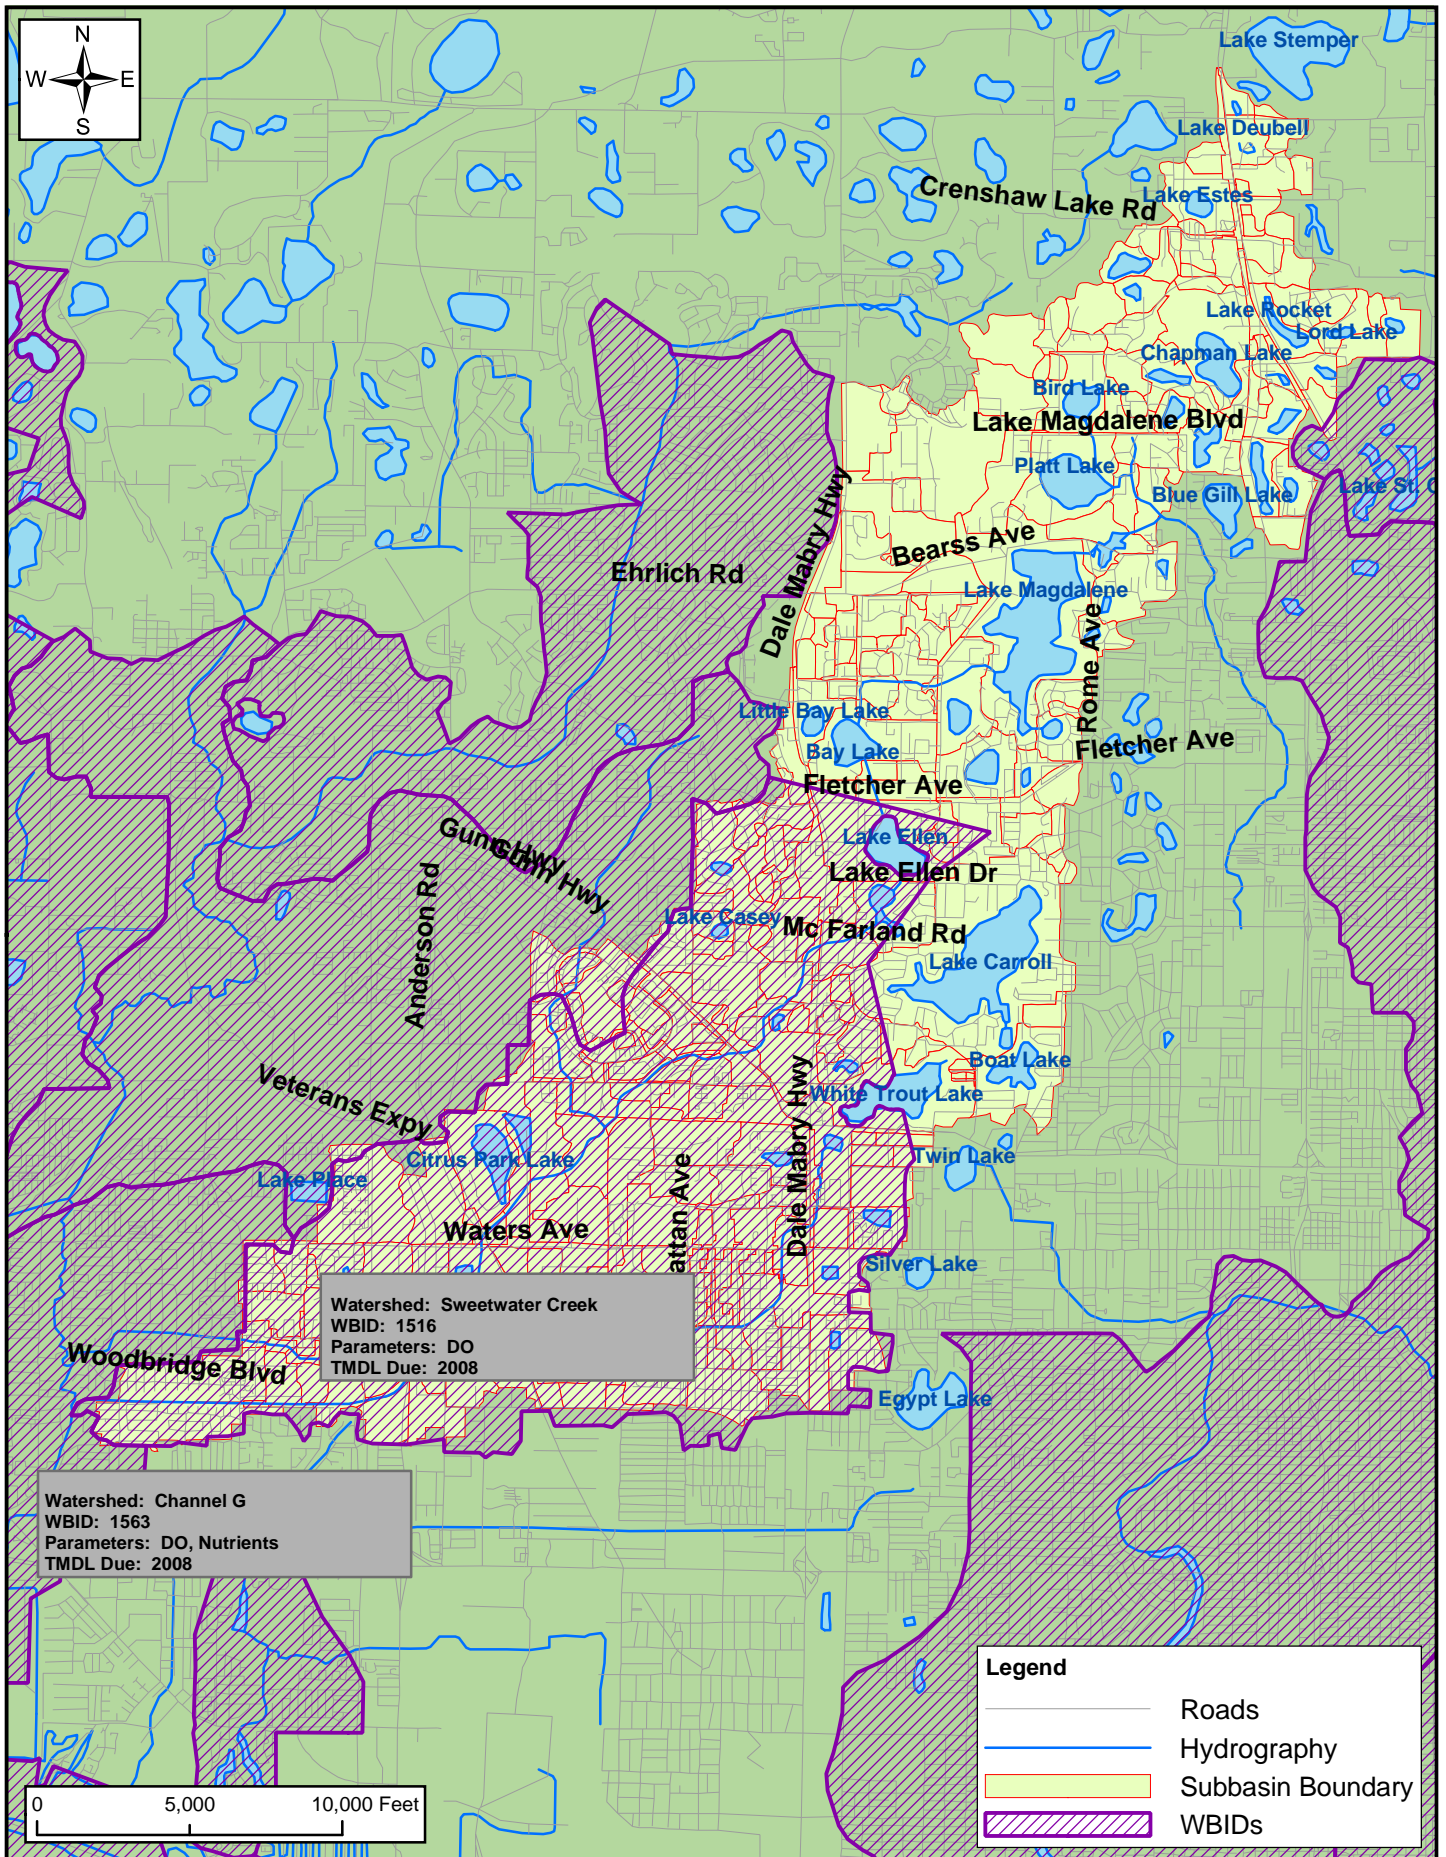 N
W E
S
Lake Stemper
Lake Deubell
Crenshaw Lake Rd
Lake Estes
Lake Rocket
Lord Lake
Chapman Lake
Bird Lake
Lake Magdalene Blvd
Platt Lake
Blue Gill Lake
Lake St.
Dale Mabry Hwy
Bearss Ave
Ehrlich Rd
Lake Magdalene
Rome Ave
Little Bay Lake
Bay Lake
Fletcher Ave
Fletcher Ave
Gunn Hwy
Gunn Hwy
Lake Ellen
Lake Ellen Dr
Anderson Rd
Lake Casey
Mc Farland Rd
Lake Carroll
Boat Lake
White Trout Lake
Veterans Expy
Dale Mabry Hwy
Citrus Park Lake
Twin Lake
Lake Place
Waters Ave
attan Ave
Silver Lake
Watershed: Sweetwater Creek
WBID: 1516
Parameters: DO
TMDL Due: 2008
Woodbridge Blvd
Egypt Lake
Watershed: Channel G
WBID: 1563
Parameters: DO, Nutrients
TMDL Due: 2008
Legend
Roads
Hydrography
Subbasin Boundary
WBIDs
0 5,000 10,000 Feet